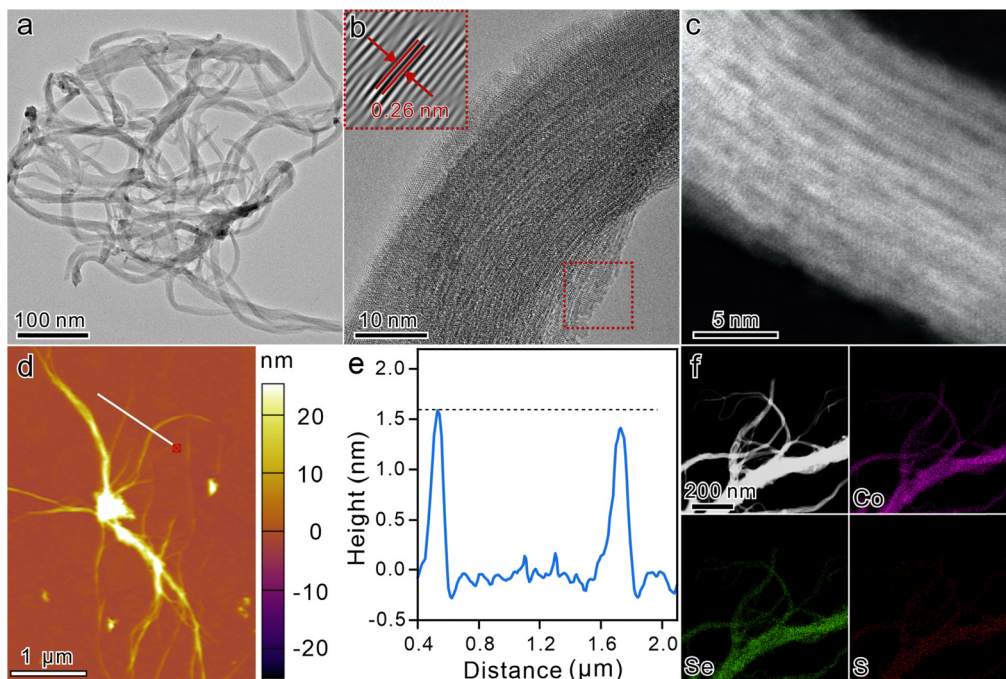 a
100 nm
b
0.26 nm
10 nm
c
5 nm
d
1 μm
nm
20
10
0
-10
-20
e
Height (nm)
2.0
1.5
1.0
0.5
0.0
-0.5
0.4 0.8 1.2 1.6 2.0
Distance (μm)
f
200 nm
Co
Se
S